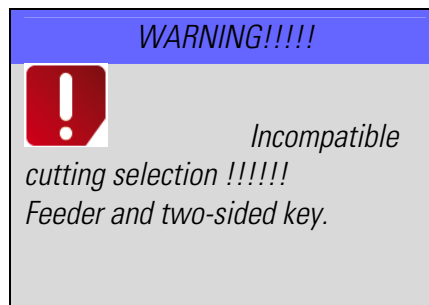 WARNING!!!!!
Incompatible
cutting selection !!!!!!
Feeder and two-sided key.